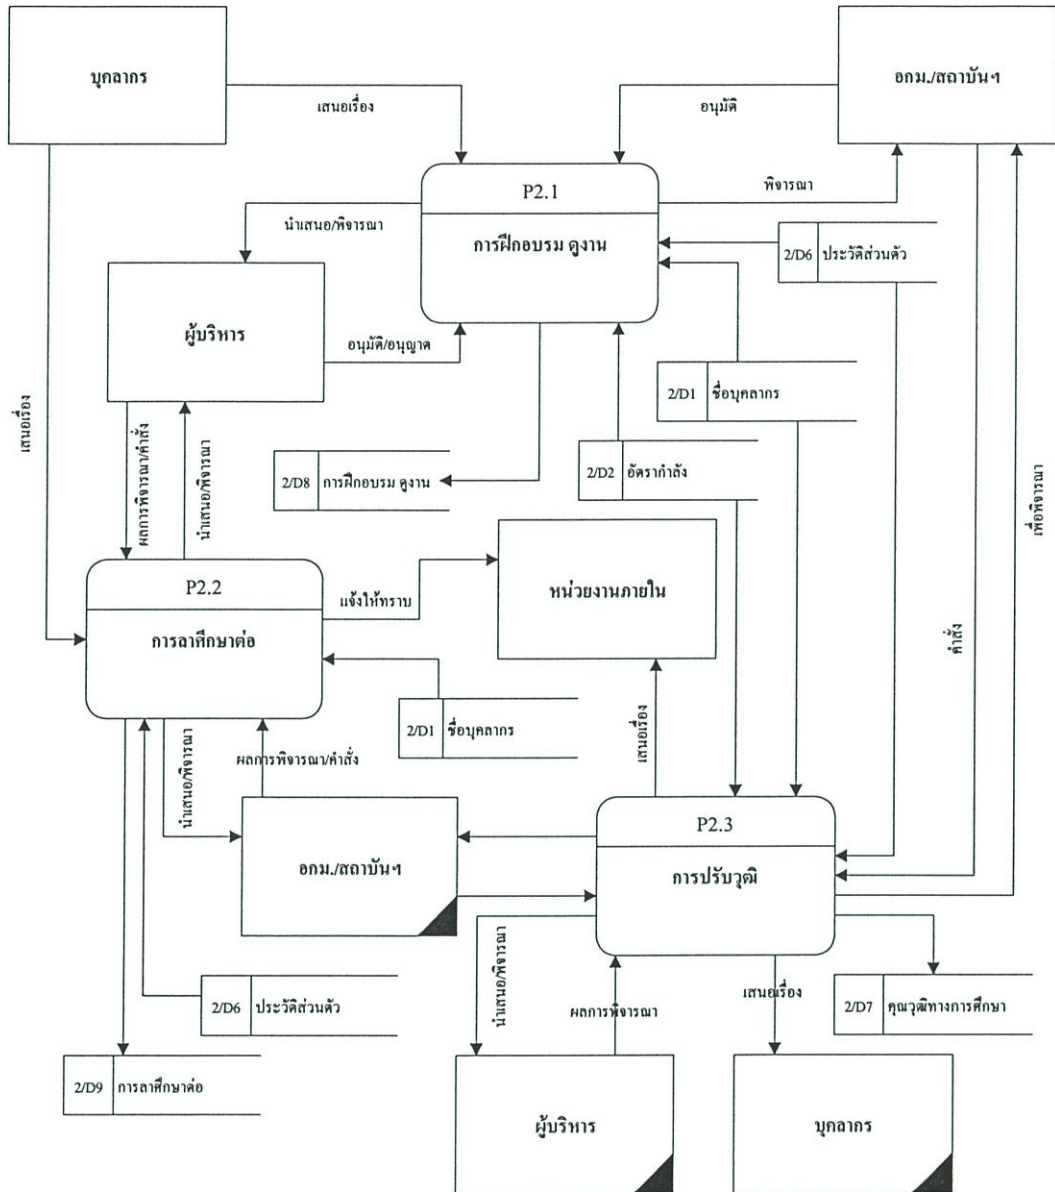 บุคลากร
อกม./สถาบันฯ
เสนอเรื่อง
อนุมัติ
P2.1
การฝึกอบรม ดูงาน
พิจารณา
นำเสนอ/พิจารณา
2/D6 ประวัติส่วนตัว
ผู้บริหาร
อนุมัติ/อนุญาต
2/D1 ชื่อบุคลากร
เสนอเรื่อง
ผลการพิจารณา/คำสั่ง
นำเสนอ/พิจารณา
2/D8 การฝึกอบรม ดูงาน
2/D2 อัตรากำลัง
เพื่อพิจารณา
P2.2
การลาศึกษาต่อ
แจ้งให้ทราบ
หน่วยงานภายใน
คำสั่ง
2/D1 ชื่อบุคลากร
นำเสนอ/พิจารณา
ผลการพิจารณา/คำสั่ง
เสนอเรื่อง
อกม./สถาบันฯ
P2.3
การปรับวุฒิ
2/D6 ประวัติส่วนตัว
นำเสนอ/พิจารณา
ผลการพิจารณา
เสนอเรื่อง
2/D7 คุณวุฒิทางการศึกษา
2/D9 การลาศึกษาต่อ
ผู้บริหาร
บุคลากร